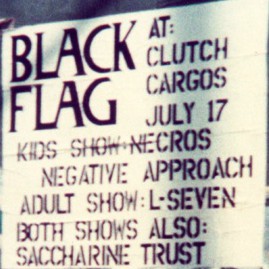 BLACK FLAG
AT:
CLUTCH
CARGOS
JULY 17
KIDS SHOW: NECROS
NEGATIVE APPROACH
ADULT SHOW: L-SEVEN
BOTH SHOWS ALSO:
SACCHARINE TRUST